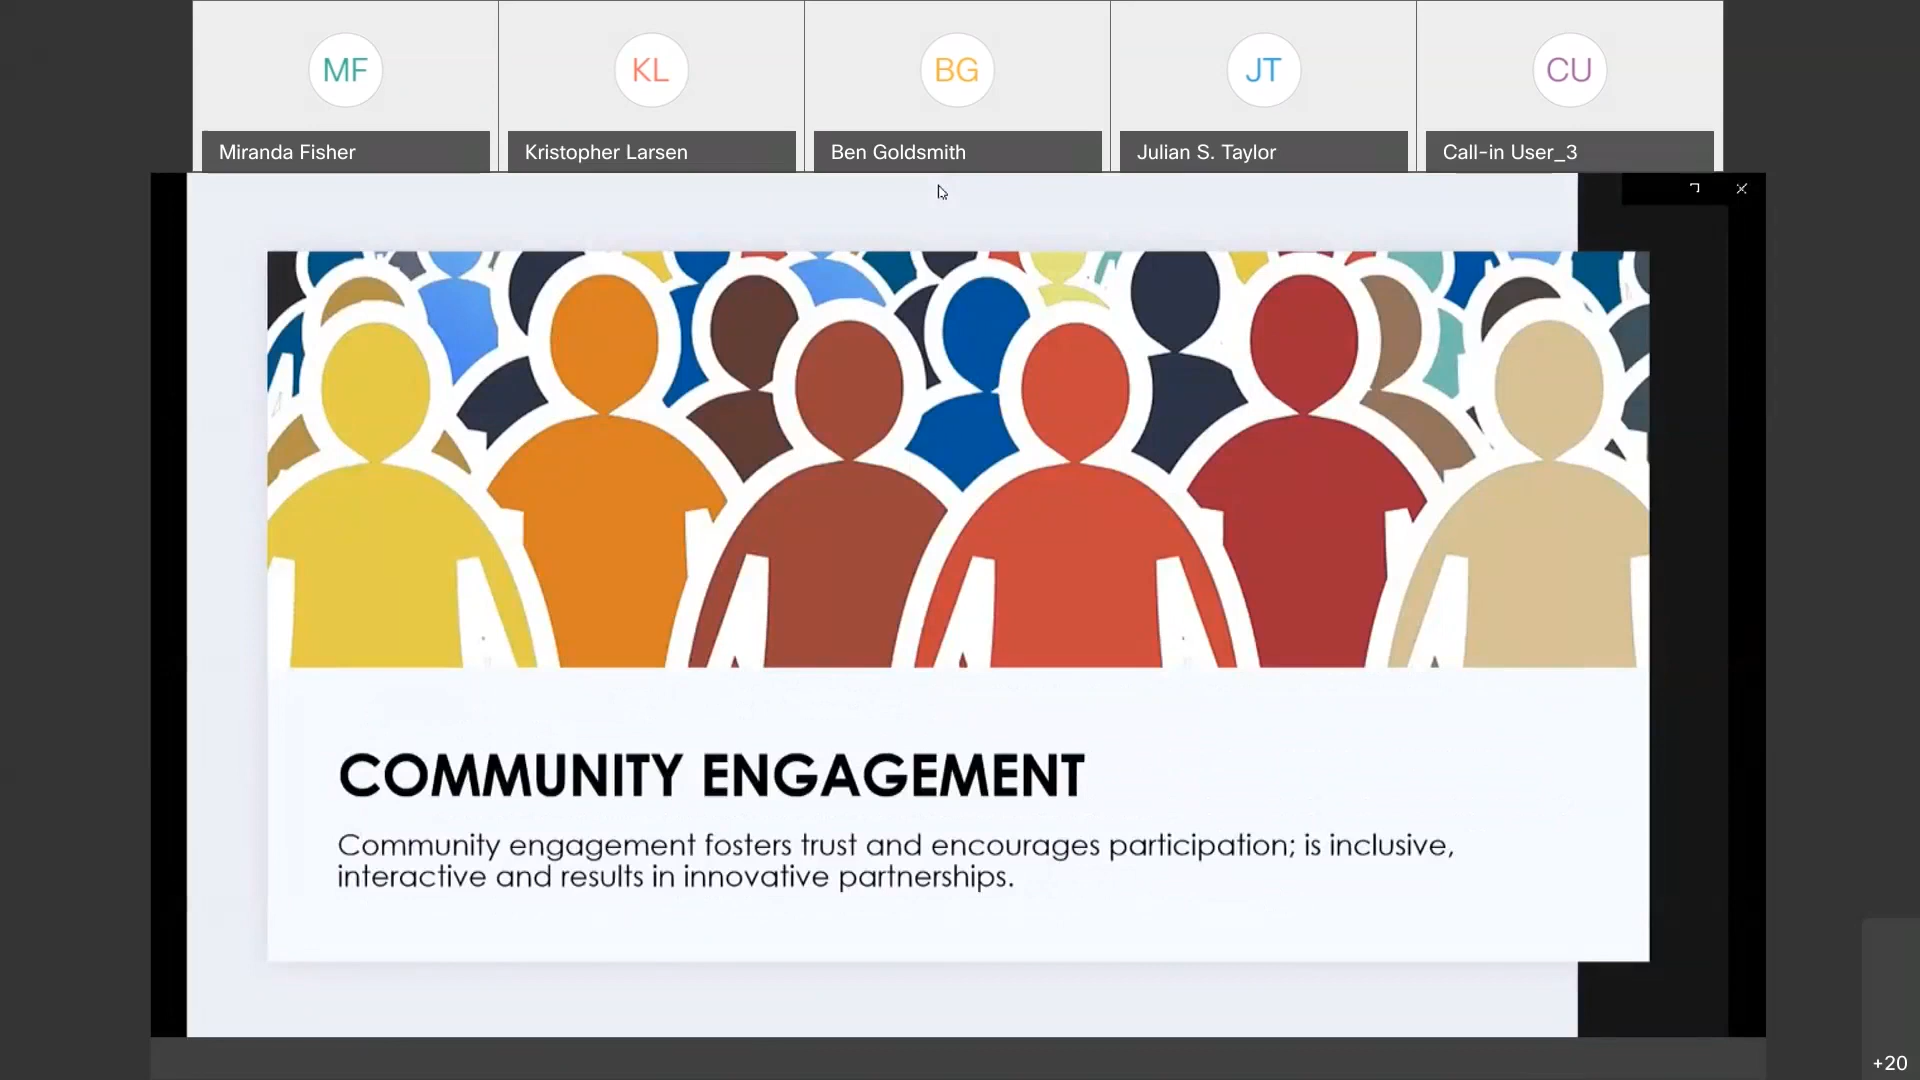 MF
KL
BG
JT
CU
Miranda Fisher
Kristopher Larsen
Ben Goldsmith
Julian S. Taylor
Call-in User_3
COMMUNITY ENGAGEMENT
Community engagement fosters trust and encourages participation; is inclusive,
interactive and results in innovative partnerships.
+20